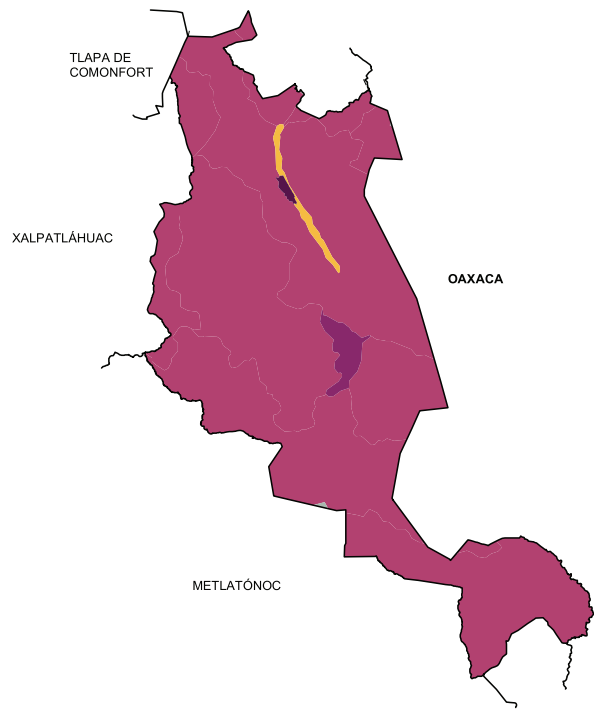 TLAPA DE
COMONFORT
XALPATLÁHUAC
OAXACA
METLATÓNOC